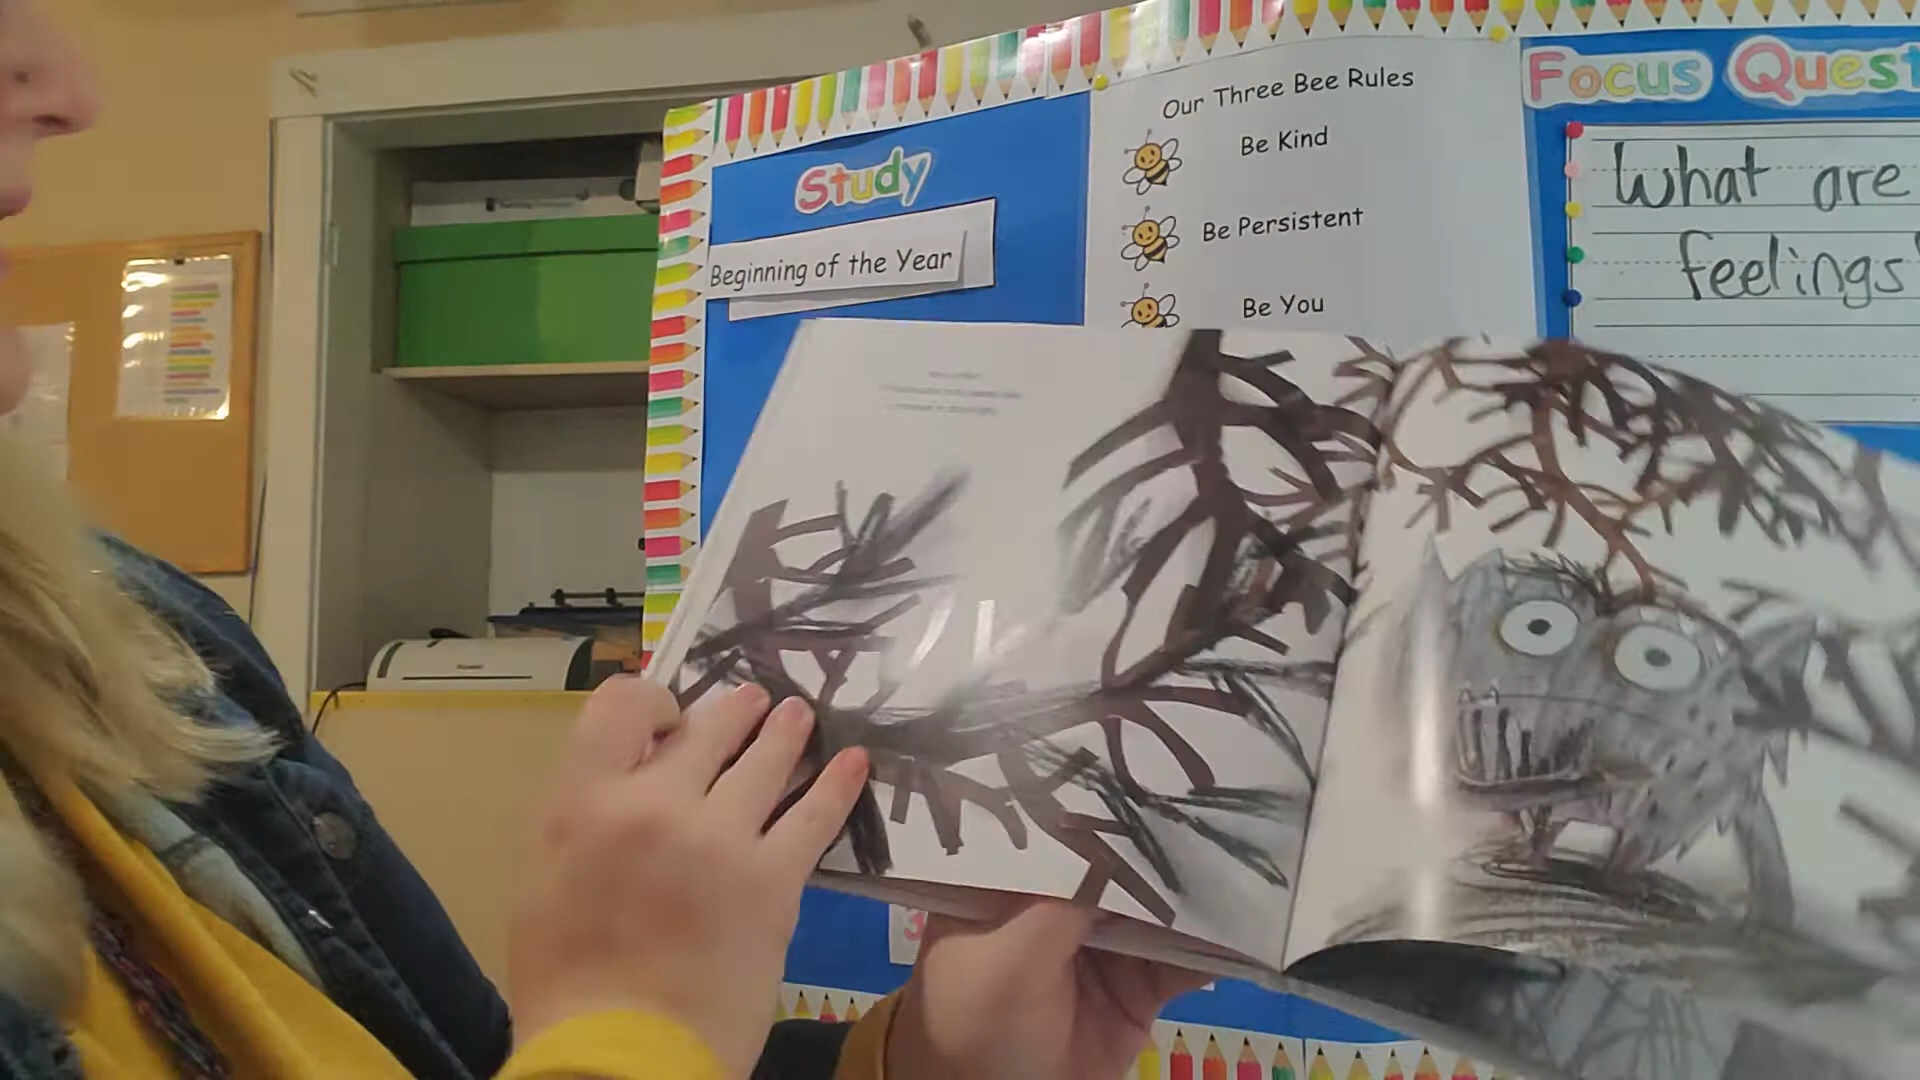 Our Three Bee Rules
Be Kind
Be Persistent
Be You
Study
Beginning of the Year
Focus Quest
What are
feelings